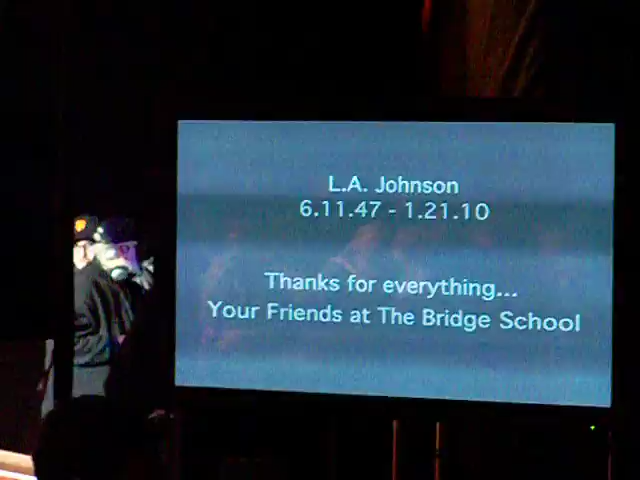 L.A. Johnson
6.11.47 - 1.21.10
Thanks for everything...
Your Friends at The Bridge School